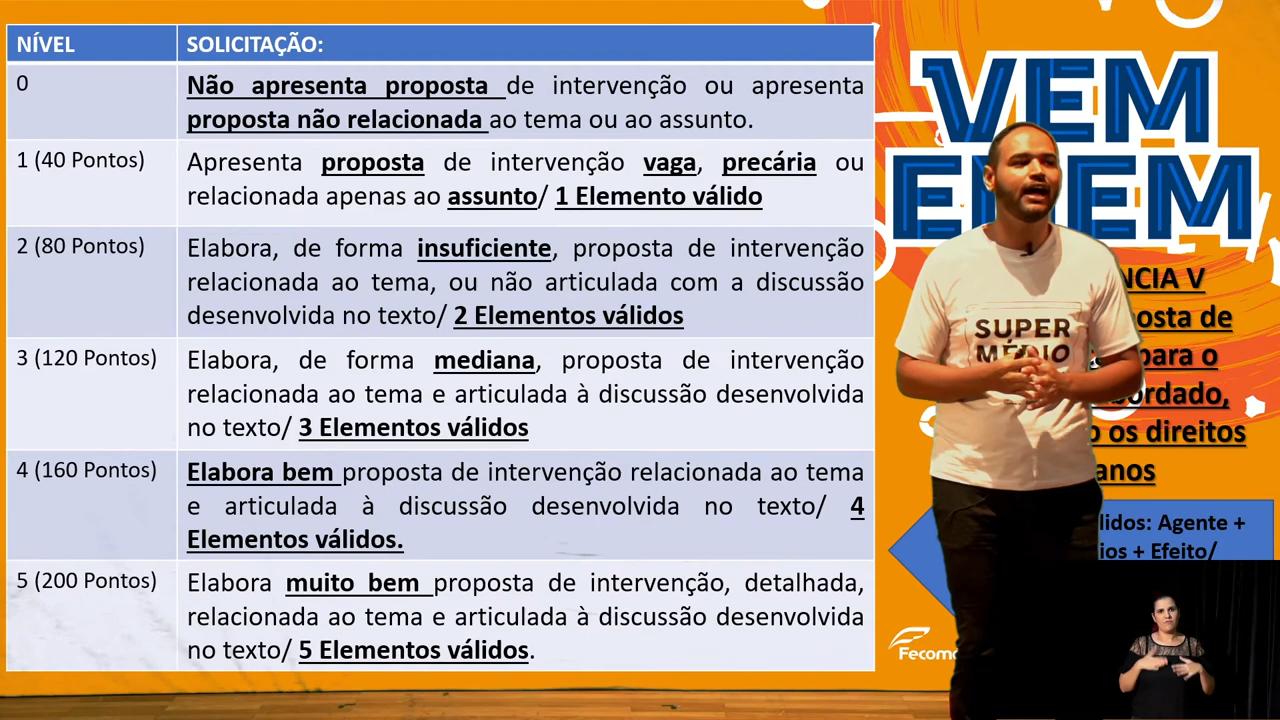 NÍVEL
SOLICITAÇÃO:
0
Não apresenta proposta de intervenção ou apresenta
proposta não relacionada ao tema ou ao assunto.
1 (40 Pontos)
Apresenta proposta de intervenção vaga, precária ou
relacionada apenas ao assunto/ 1 Elemento válido
2 (80 Pontos)
Elabora, de forma insuficiente, proposta de intervenção
relacionada ao tema, ou não articulada com a discussão
desenvolvida no texto/ 2 Elementos válidos
3 (120 Pontos)
Elabora, de forma mediana, proposta de intervenção
relacionada ao tema e articulada à discussão desenvolvida
no texto/ 3 Elementos válidos
4 (160 Pontos)
Elabora bem proposta de intervenção relacionada ao tema
e articulada à discussão desenvolvida no texto/ 4
Elementos válidos.
5 (200 Pontos)
Elabora muito bem proposta de intervenção, detalhada,
relacionada ao tema e articulada à discussão desenvolvida
no texto/ 5 Elementos válidos.
VEM
ENEM
V
de
para o
os direitos
Agente +
+ Efeito/
SUPER
MÉDIO